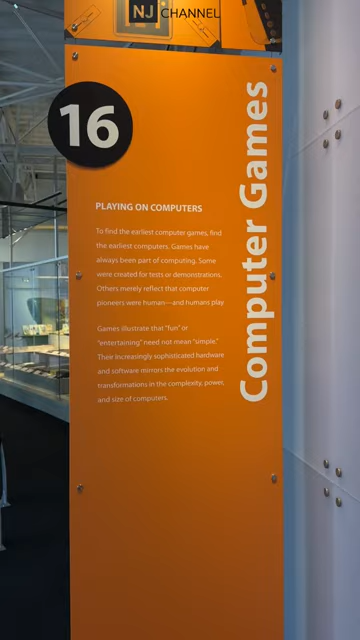 NJ CHANNEL
16
Computer Games
PLAYING ON COMPUTERS
To find the earliest computer games, find
the earliest computers. Games have
always been part of computing. Some
were created for tests or demonstrations.
Others merely reflect that computer
pioneers were human—and humans play
Games illustrate that "fun" or
"entertaining" need not mean "simple."
Their increasingly sophisticated hardware
and software mirrors the evolution and
transformations in the complexity, power,
and size of computers.